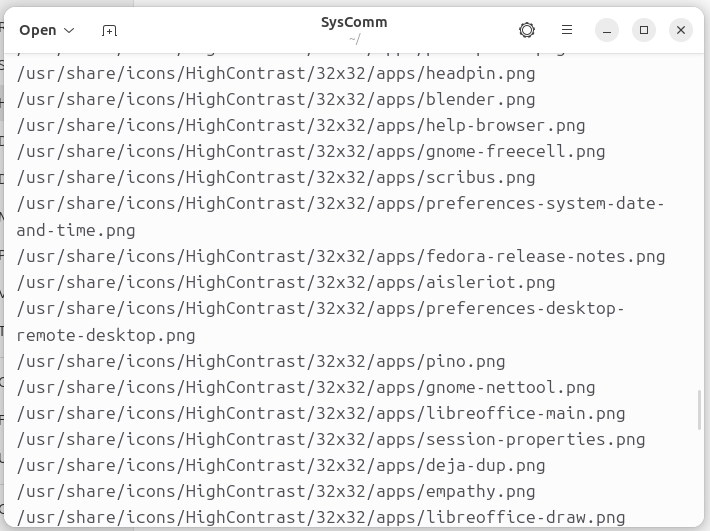 Open
SysComm
~/
/usr/share/icons/HighContrast/32x32/apps/headpin.png
/usr/share/icons/HighContrast/32x32/apps/blender.png
/usr/share/icons/HighContrast/32x32/apps/help-browser.png
/usr/share/icons/HighContrast/32x32/apps/gnome-freecell.png
/usr/share/icons/HighContrast/32x32/apps/scribus.png
/usr/share/icons/HighContrast/32x32/apps/preferences-system-date-
and-time.png
/usr/share/icons/HighContrast/32x32/apps/fedora-release-notes.png
/usr/share/icons/HighContrast/32x32/apps/aisleriot.png
/usr/share/icons/HighContrast/32x32/apps/preferences-desktop-
remote-desktop.png
/usr/share/icons/HighContrast/32x32/apps/pino.png
/usr/share/icons/HighContrast/32x32/apps/gnome-nettool.png
/usr/share/icons/HighContrast/32x32/apps/libreoffice-main.png
/usr/share/icons/HighContrast/32x32/apps/session-properties.png
/usr/share/icons/HighContrast/32x32/apps/deja-dup.png
/usr/share/icons/HighContrast/32x32/apps/empathy.png
/usr/share/icons/HighContrast/32x32/apps/libreoffice-draw.png